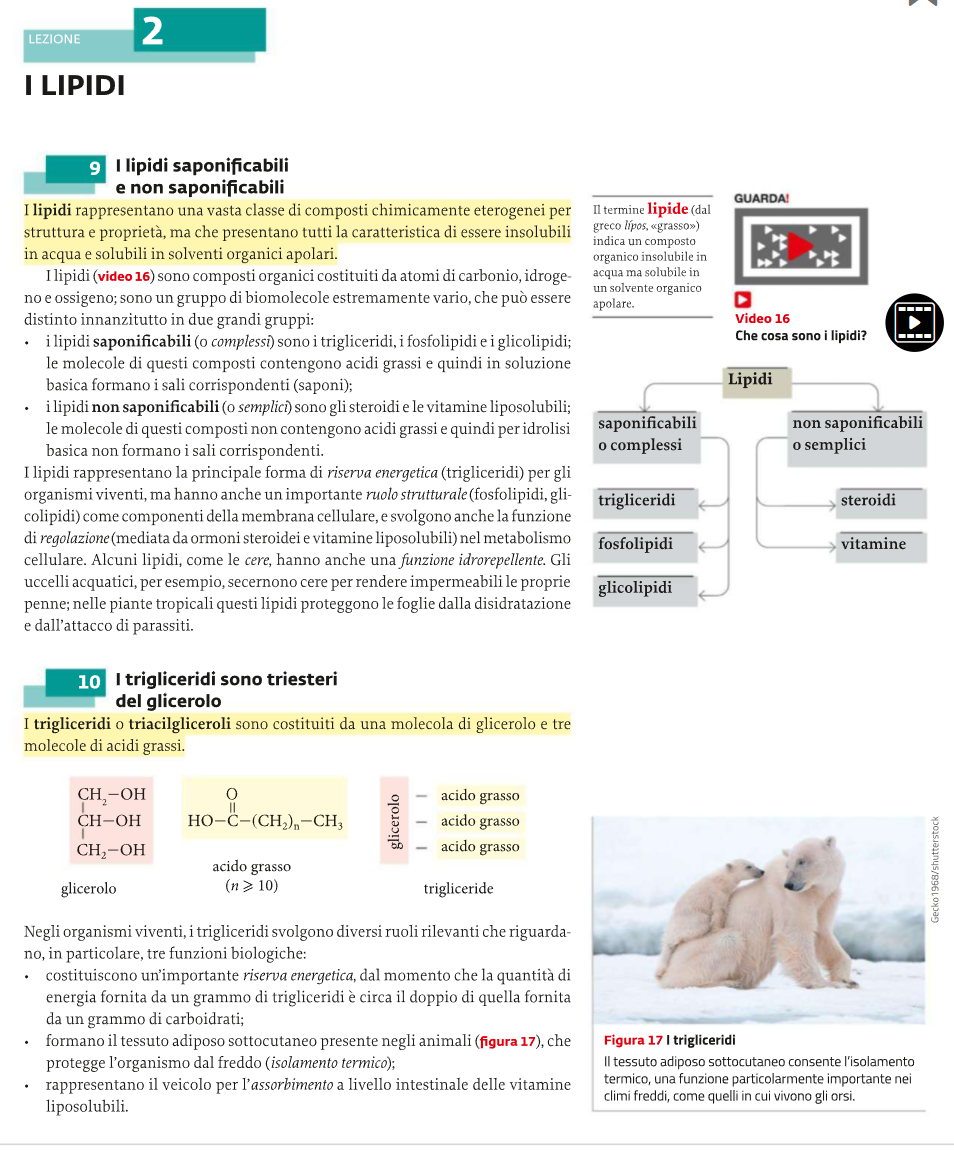 LEZIONE 2
I LIPIDI
9 I lipidi saponificabili
e non saponificabili
I lipidi rappresentano una vasta classe di composti chimicamente eterogenei per
struttura e proprietà, ma che presentano tutti la caratteristica di essere insolubili
in acqua e solubili in solventi organici apolari.
I lipidi (video 16) sono composti organici costituiti da atomi di carbonio, idroge-
no e ossigeno; sono un gruppo di biomolecole estremamente vario, che può essere
distinto innanzitutto in due grandi gruppi:
• i lipidi saponificabili (o complessi) sono i trigliceridi, i fosfolipidi e i glicolipidi;
le molecole di questi composti contengono acidi grassi e quindi in soluzione
basica formano i sali corrispondenti (saponi);
• i lipidi non saponificabili (o semplici) sono gli steroidi e le vitamine liposolubili;
le molecole di questi composti non contengono acidi grassi e quindi per idrolisi
basica non formano i sali corrispondenti.
I lipidi rappresentano la principale forma di riserva energetica (trigliceridi) per gli
organismi viventi, ma hanno anche un importante ruolo strutturale (fosfolipidi, gli-
colipidi) come componenti della membrana cellulare, e svolgono anche la funzione
di regolazione (mediata da ormoni steroidei e vitamine liposolubili) nel metabolismo
cellulare. Alcuni lipidi, come le cere, hanno anche una funzione idrorepellente. Gli
uccelli acquatici, per esempio, secernono cere per rendere impermeabili le proprie
penne; nelle piante tropicali questi lipidi proteggono le foglie dalla disidratazione
e dall'attacco di parassiti.
Il termine lipide (dal
greco lípos, «grasso»)
indica un composto
organico insolubile in
acqua ma solubile in
un solvente organico
apolare.
GUARDA!
Video 16
Che cosa sono i lipidi?
Lipidi
saponificabili
o complessi
non saponificabili
o semplici
trigliceridi
steroidi
fosfolipidi
vitamine
glicolipidi
10 I trigliceridi sono triesteri
del glicerolo
I trigliceridi o triacilgliceroli sono costituiti da una molecola di glicerolo e tre
molecole di acidi grassi.
CH2—OH
CH—OH
CH2—OH
glicerolo
O
HO—C—(CH2)n—CH3
acido grasso
(n ⩾ 10)
glicerolo
— acido grasso
— acido grasso
— acido grasso
trigliceride
Negli organismi viventi, i trigliceridi svolgono diversi ruoli rilevanti che riguarda-
no, in particolare, tre funzioni biologiche:
• costituiscono un'importante riserva energetica, dal momento che la quantità di
energia fornita da un grammo di trigliceridi è circa il doppio di quella fornita
da un grammo di carboidrati;
• formano il tessuto adiposo sottocutaneo presente negli animali (figura 17), che
protegge l'organismo dal freddo (isolamento termico);
• rappresentano il veicolo per l'assorbimento a livello intestinale delle vitamine
liposolubili.
Gecko1968/shutterstock
Figura 17 I trigliceridi
Il tessuto adiposo sottocutaneo consente l'isolamento
termico, una funzione particolarmente importante nei
climi freddi, come quelli in cui vivono gli orsi.